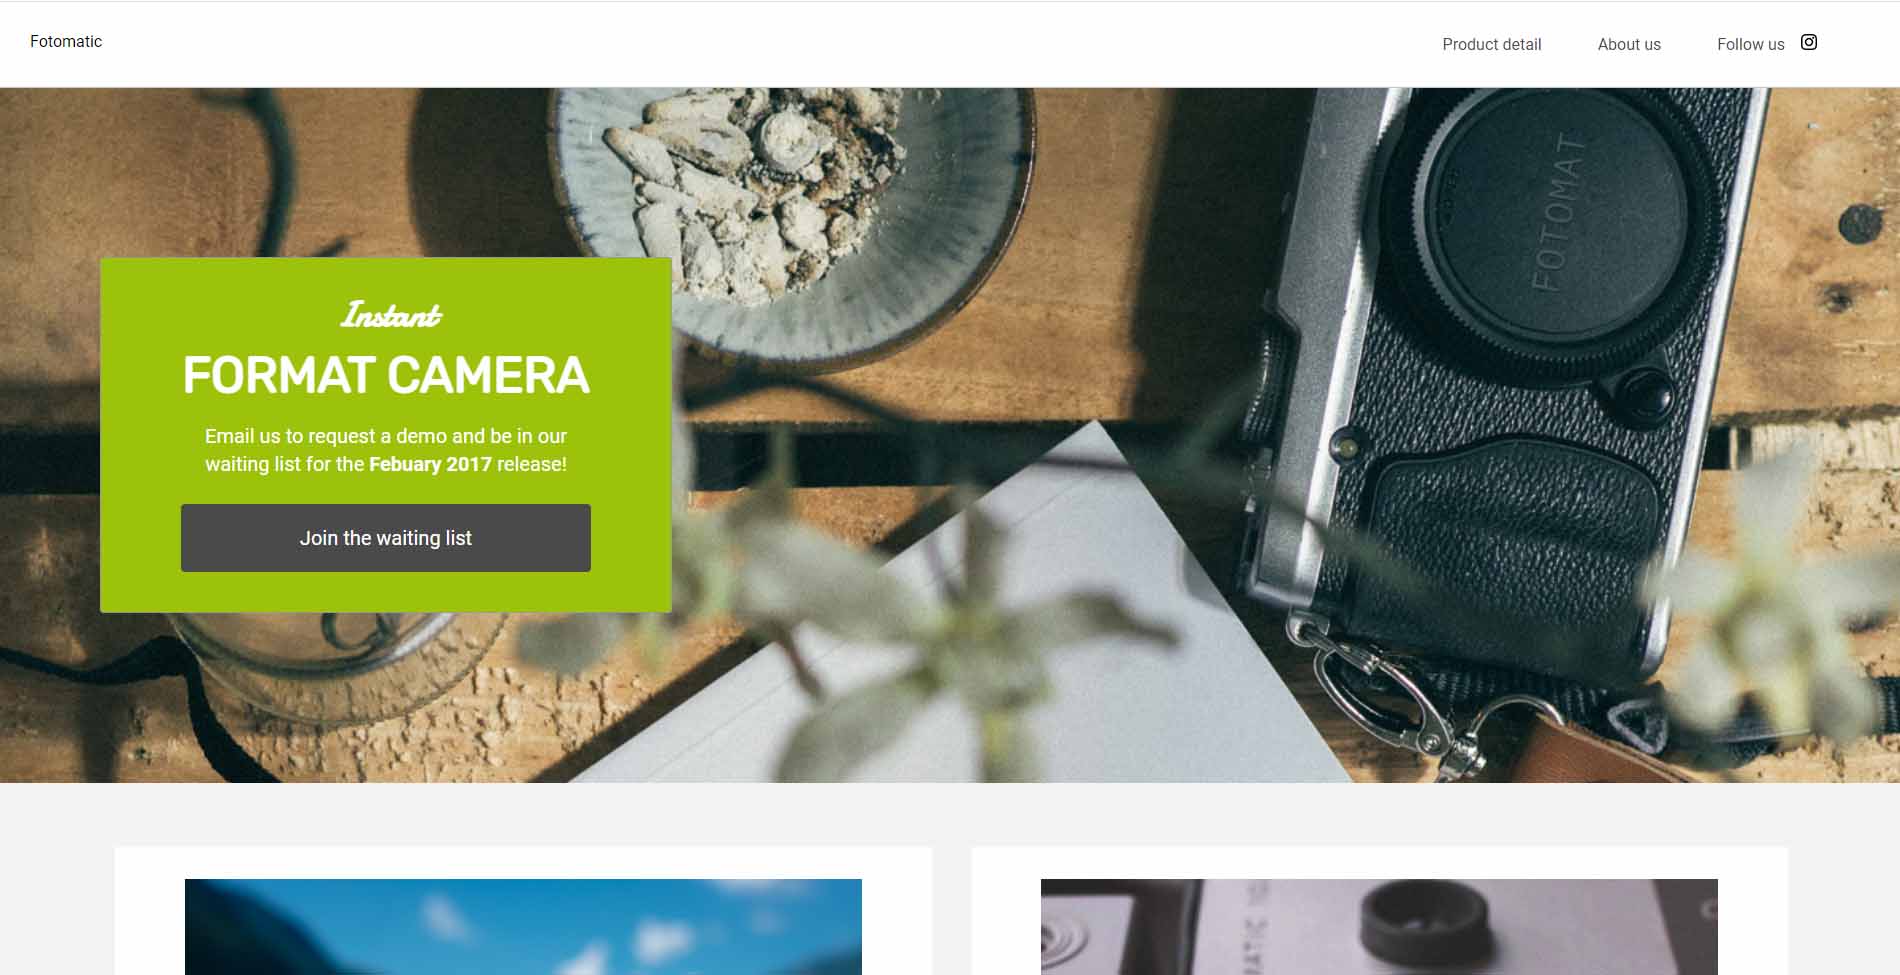 Fotomatic
Product detail
About us
Follow us
FOTOMAT
Instant
FORMAT CAMERA
Email us to request a demo and be in our
waiting list for the Febuary 2017 release!
Join the waiting list